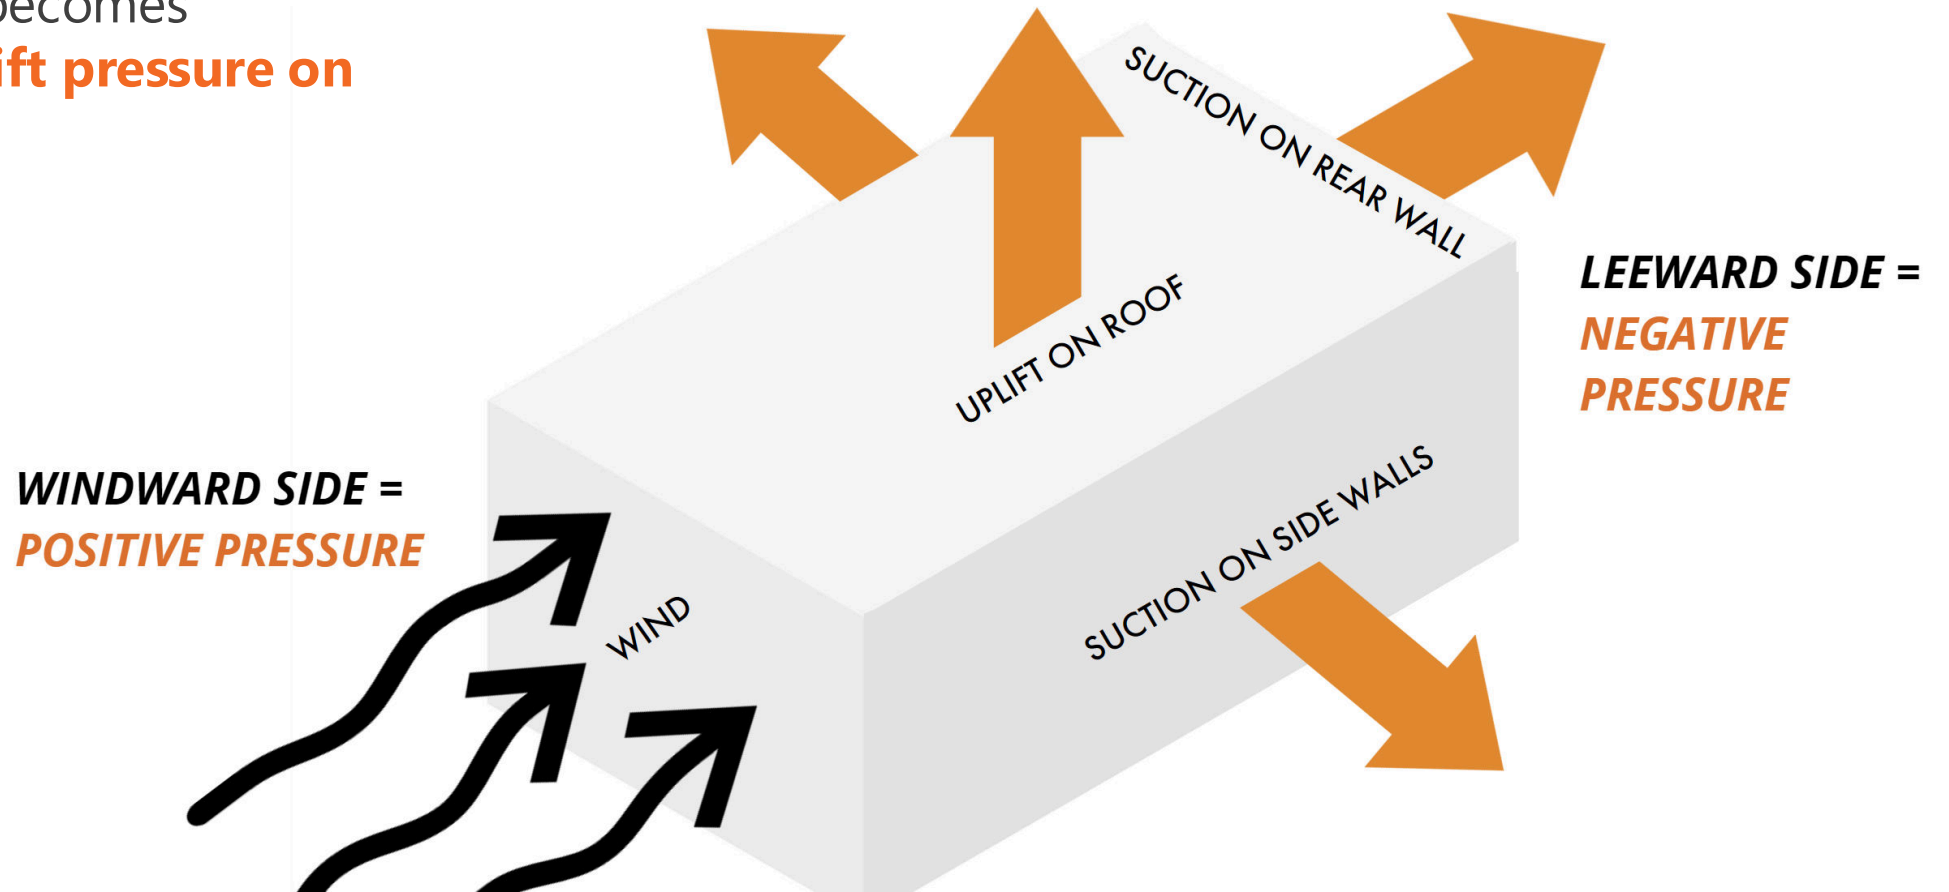 becomes
ift pressure on
SUCTION ON REAR WALL
UPLIFT ON ROOF
LEEWARD SIDE =
NEGATIVE
PRESSURE
WINDWARD SIDE =
POSITIVE PRESSURE
SUCTION ON SIDE WALLS
WIND